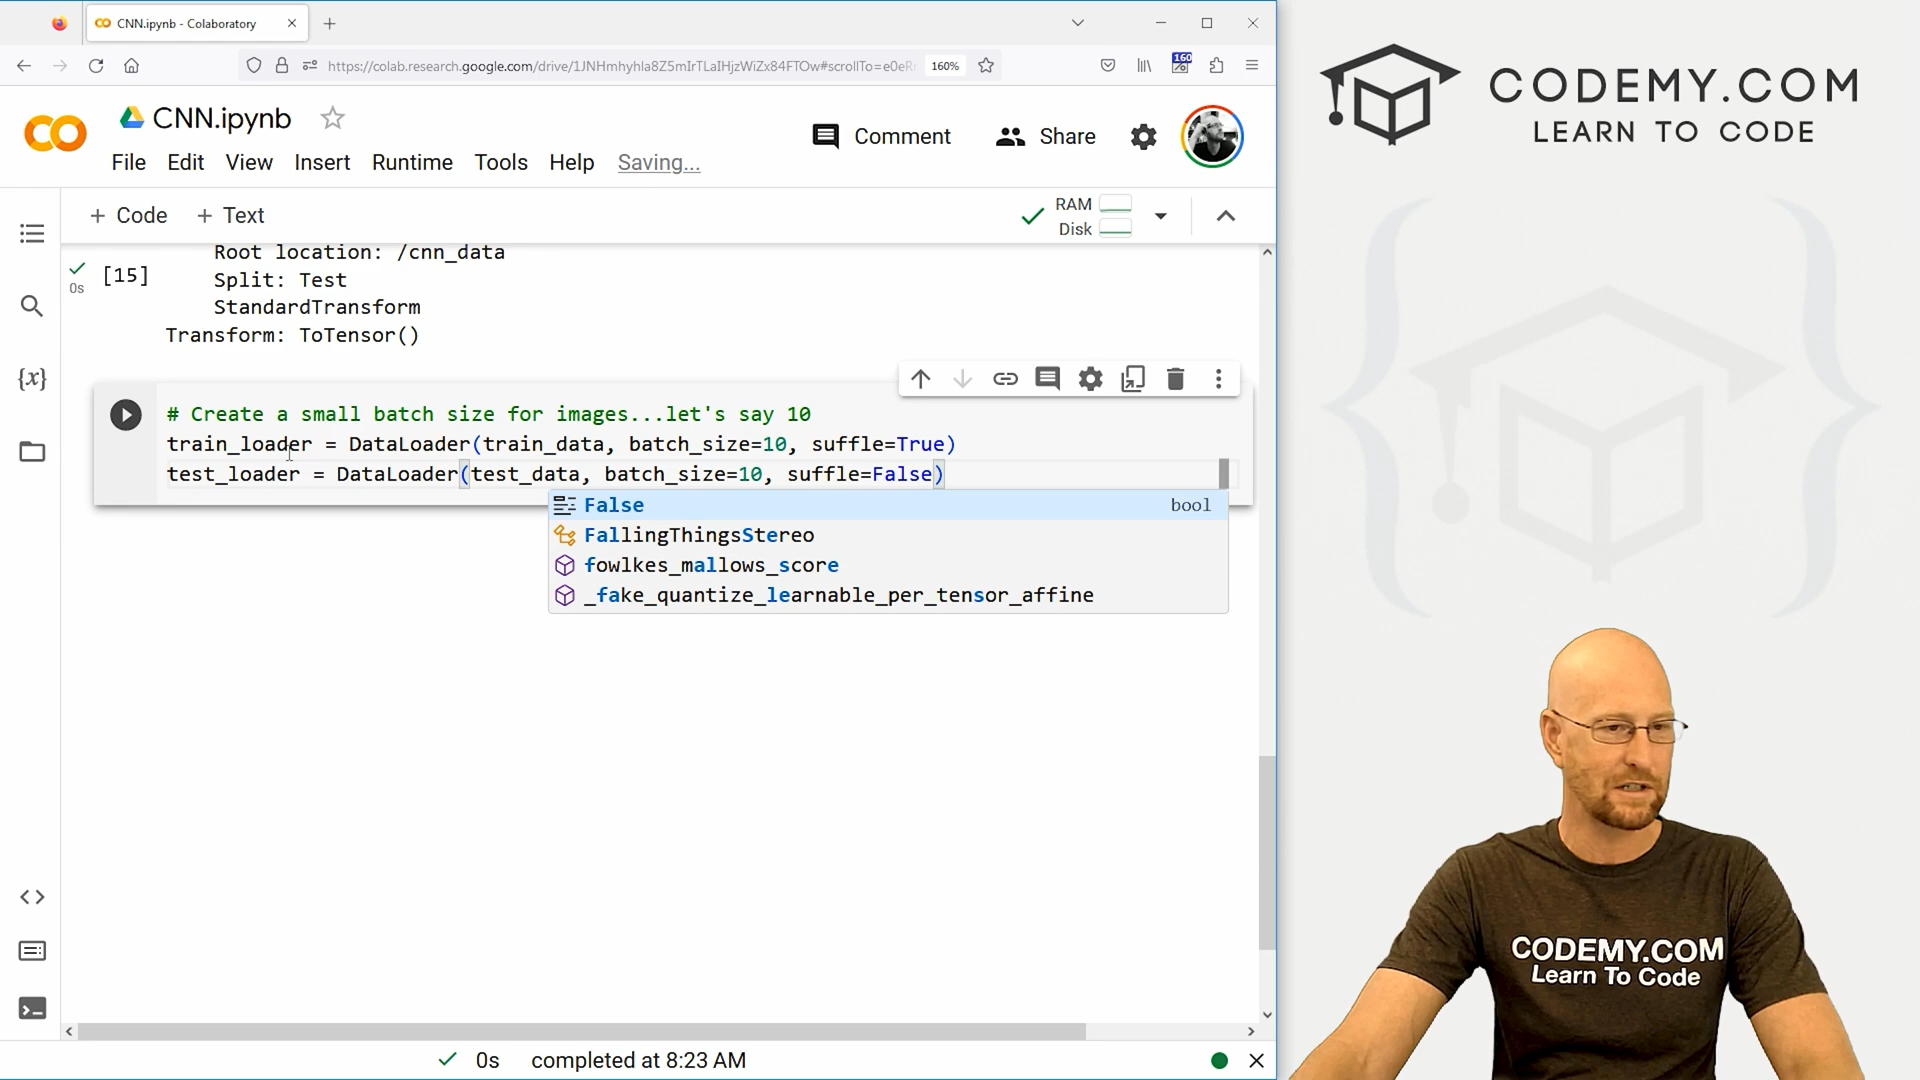 CNN.ipynb - Colaboratory
https://colab.research.google.com/drive/1JNHmhyhla8Z5mIrTLaIHjzWiZx84FTOw#scrollTo=e0eR
160%
160
CNN.ipynb
Comment
Share
File Edit View Insert Runtime Tools Help Saving...
+ Code + Text
RAM
Disk
Root location: /cnn_data
[15]
0s
Split: Test
StandardTransform
Transform: ToTensor()
# Create a small batch size for images...let's say 10
train_loader = DataLoader(train_data, batch_size=10, suffle=True)
test_loader = DataLoader(test_data, batch_size=10, suffle=False)
False bool
FallingThingsStereo
fowlkes_mallows_score
_fake_quantize_learnable_per_tensor_affine
{x}
0s completed at 8:23 AM
CODEMY.COM
LEARN TO CODE
CODEMY.COM
Learn To Code